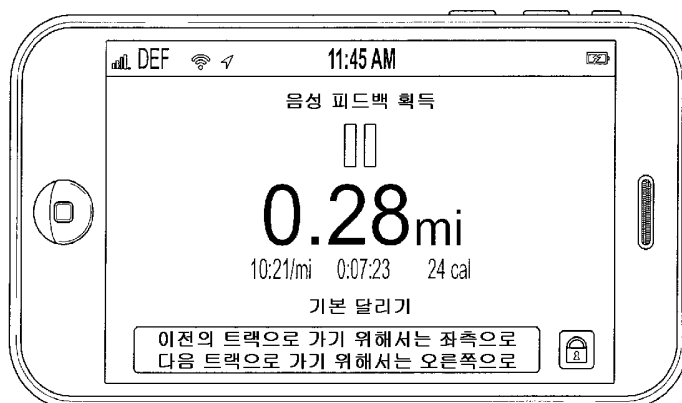 DEF 11:45 AM
음성 피드백 획득
0.28mi
10:21/mi 0:07:23 24 cal
기본 달리기
이전의 트랙으로 가기 위해서는 좌측으로
다음 트랙으로 가기 위해서는 오른쪽으로